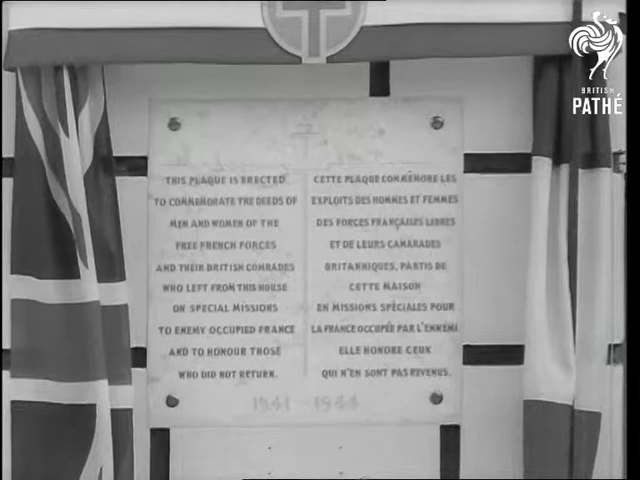 BRITISH
PATHÉ
THIS PLAQUE IS ERECTED
TO COMMEMORATE THE DEEDS OF
MEN AND WOMEN OF THE
FREE FRENCH FORCES
AND THEIR BRITISH COMRADES
WHO LEFT FROM THIS HOUSE
ON SPECIAL MISSIONS
TO ENEMY OCCUPIED FRANCE
AND TO HONOUR THOSE
WHO DID NOT RETURN.
CETTE PLAQUE COMMÉMORE LES
EXPLOITS DES HOMMES ET FEMMES
DES FORCES FRANÇAISES LIBRES
ET DE LEURS CAMARADES
BRITANNIQUES, PARTIS DE
CETTE MAISON
EN MISSIONS SPÉCIALES POUR
LA FRANCE OCCUPÉE PAR L'ENNEMI
ELLE HONORE CEUX
QUI N'EN SONT PAS REVENUS.
1941 - 1944